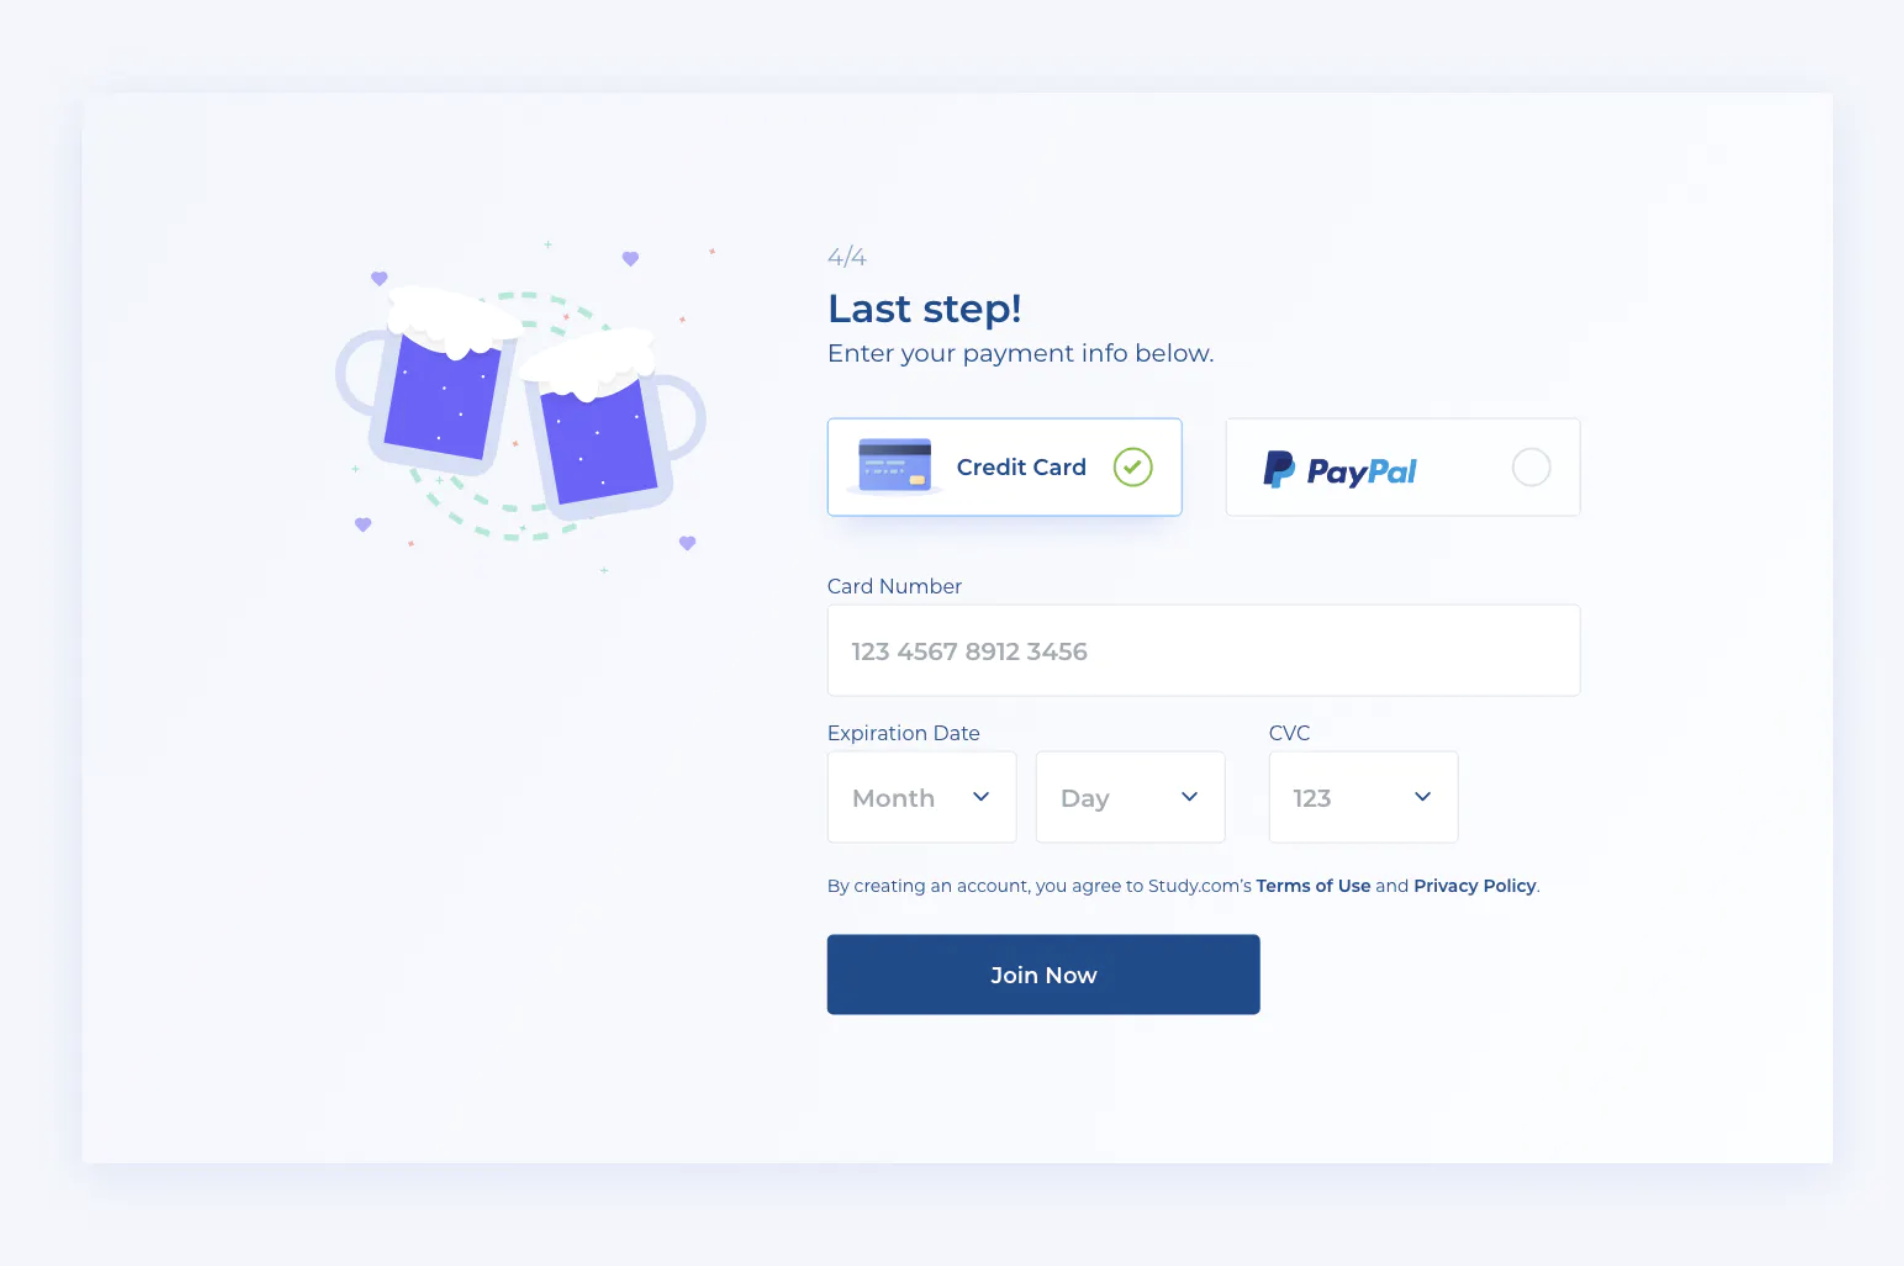 4/4
Last step!
Enter your payment info below.
Credit Card
PayPal
Card Number
123 4567 8912 3456
Expiration Date
CVC
Month
Day
123
By creating an account, you agree to Study.com’s Terms of Use and Privacy Policy.
Join Now